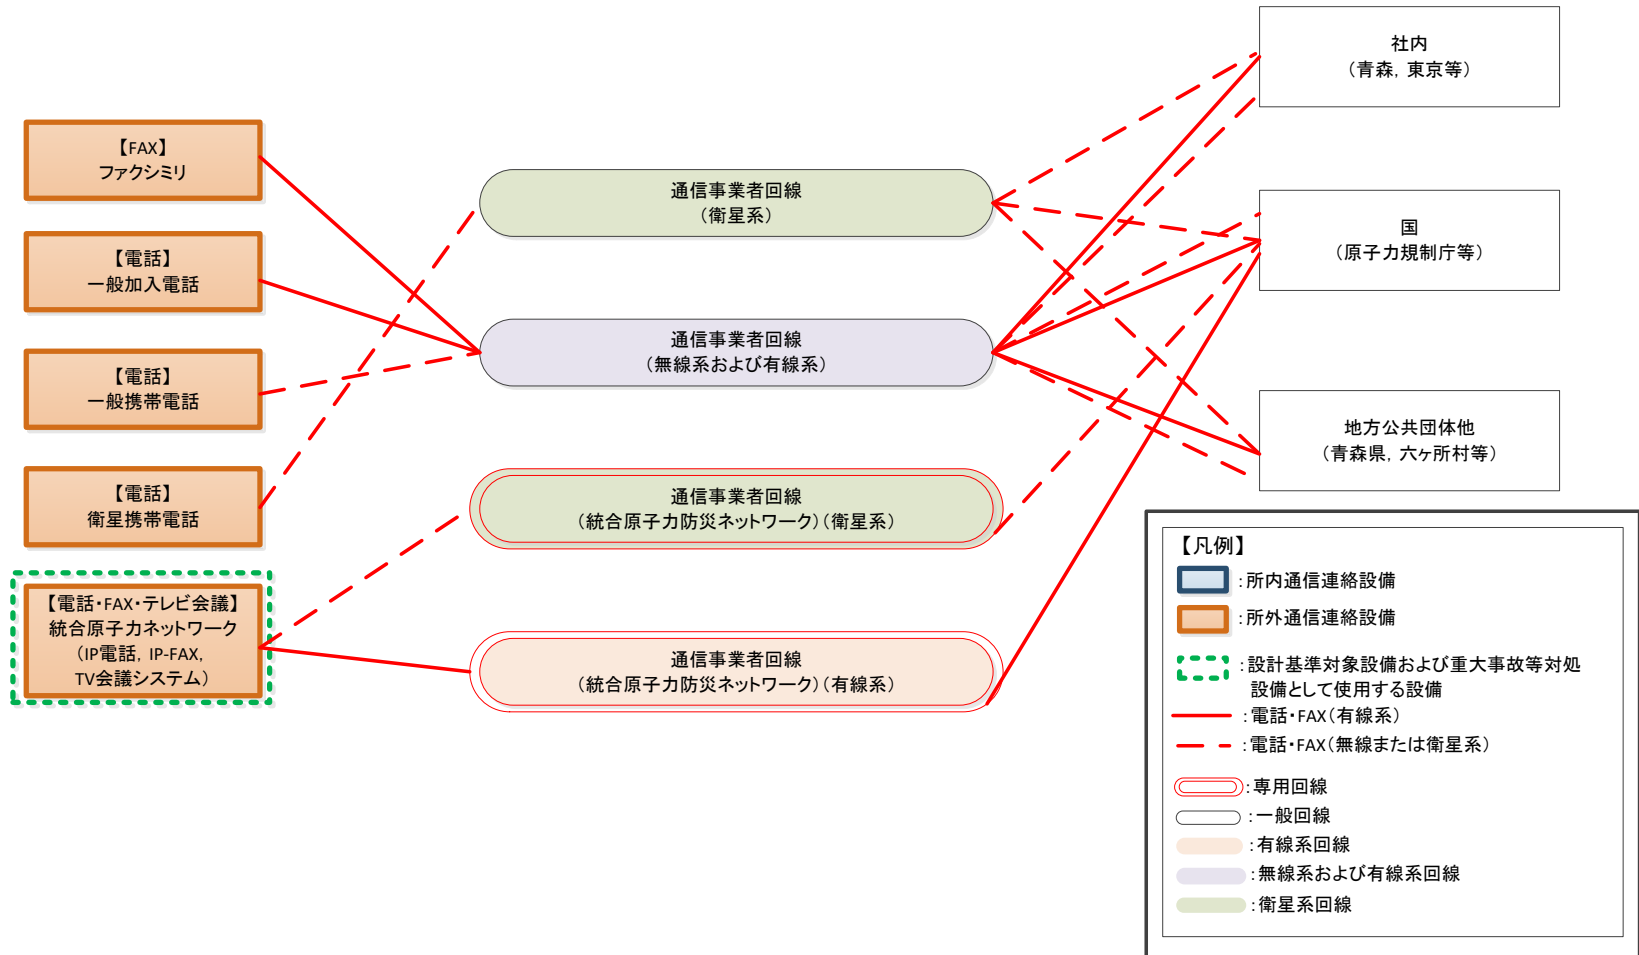 【FAX】
ファクシミリ
【電話】
一般加入電話
【電話】
一般携帯電話
【電話】
衛星携帯電話
【電話・FAX・テレビ会議】
統合原子力ネットワーク
（IP電話，IP-FAX，
TV会議システム）
通信事業者回線
（衛星系）
通信事業者回線
（無線系および有線系）
通信事業者回線
（統合原子力防災ネットワーク）（衛星系）
通信事業者回線
（統合原子力防災ネットワーク）（有線系）
社内
（青森，東京等）
国
（原子力規制庁等）
地方公共団体他
（青森県，六ヶ所村等）
【凡例】
：所内通信連絡設備
：所外通信連絡設備
：設計基準対象設備および重大事故等対処
設備として使用する設備
：電話・FAX（有線系）
：電話・FAX（無線または衛星系）
：専用回線
：一般回線
：有線系回線
：無線系および有線系回線
：衛星系回線